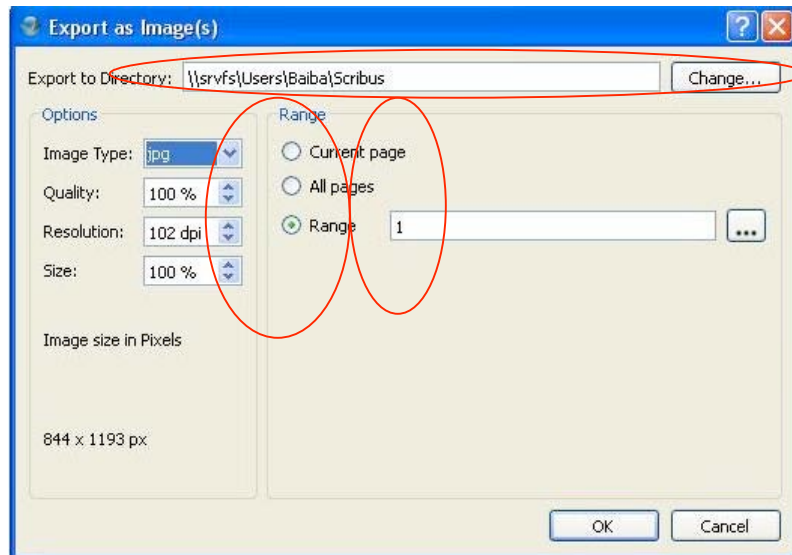 Export as Image(s)
Export to Directory: \\srvfs\Users\Baiba\Scribus Change...
Options
Image Type: jpg
Quality: 100 %
Resolution: 102 dpi
Size: 100 %
Image size in Pixels
844 x 1193 px
Range
Current page
All pages
Range 1 ...
OK Cancel